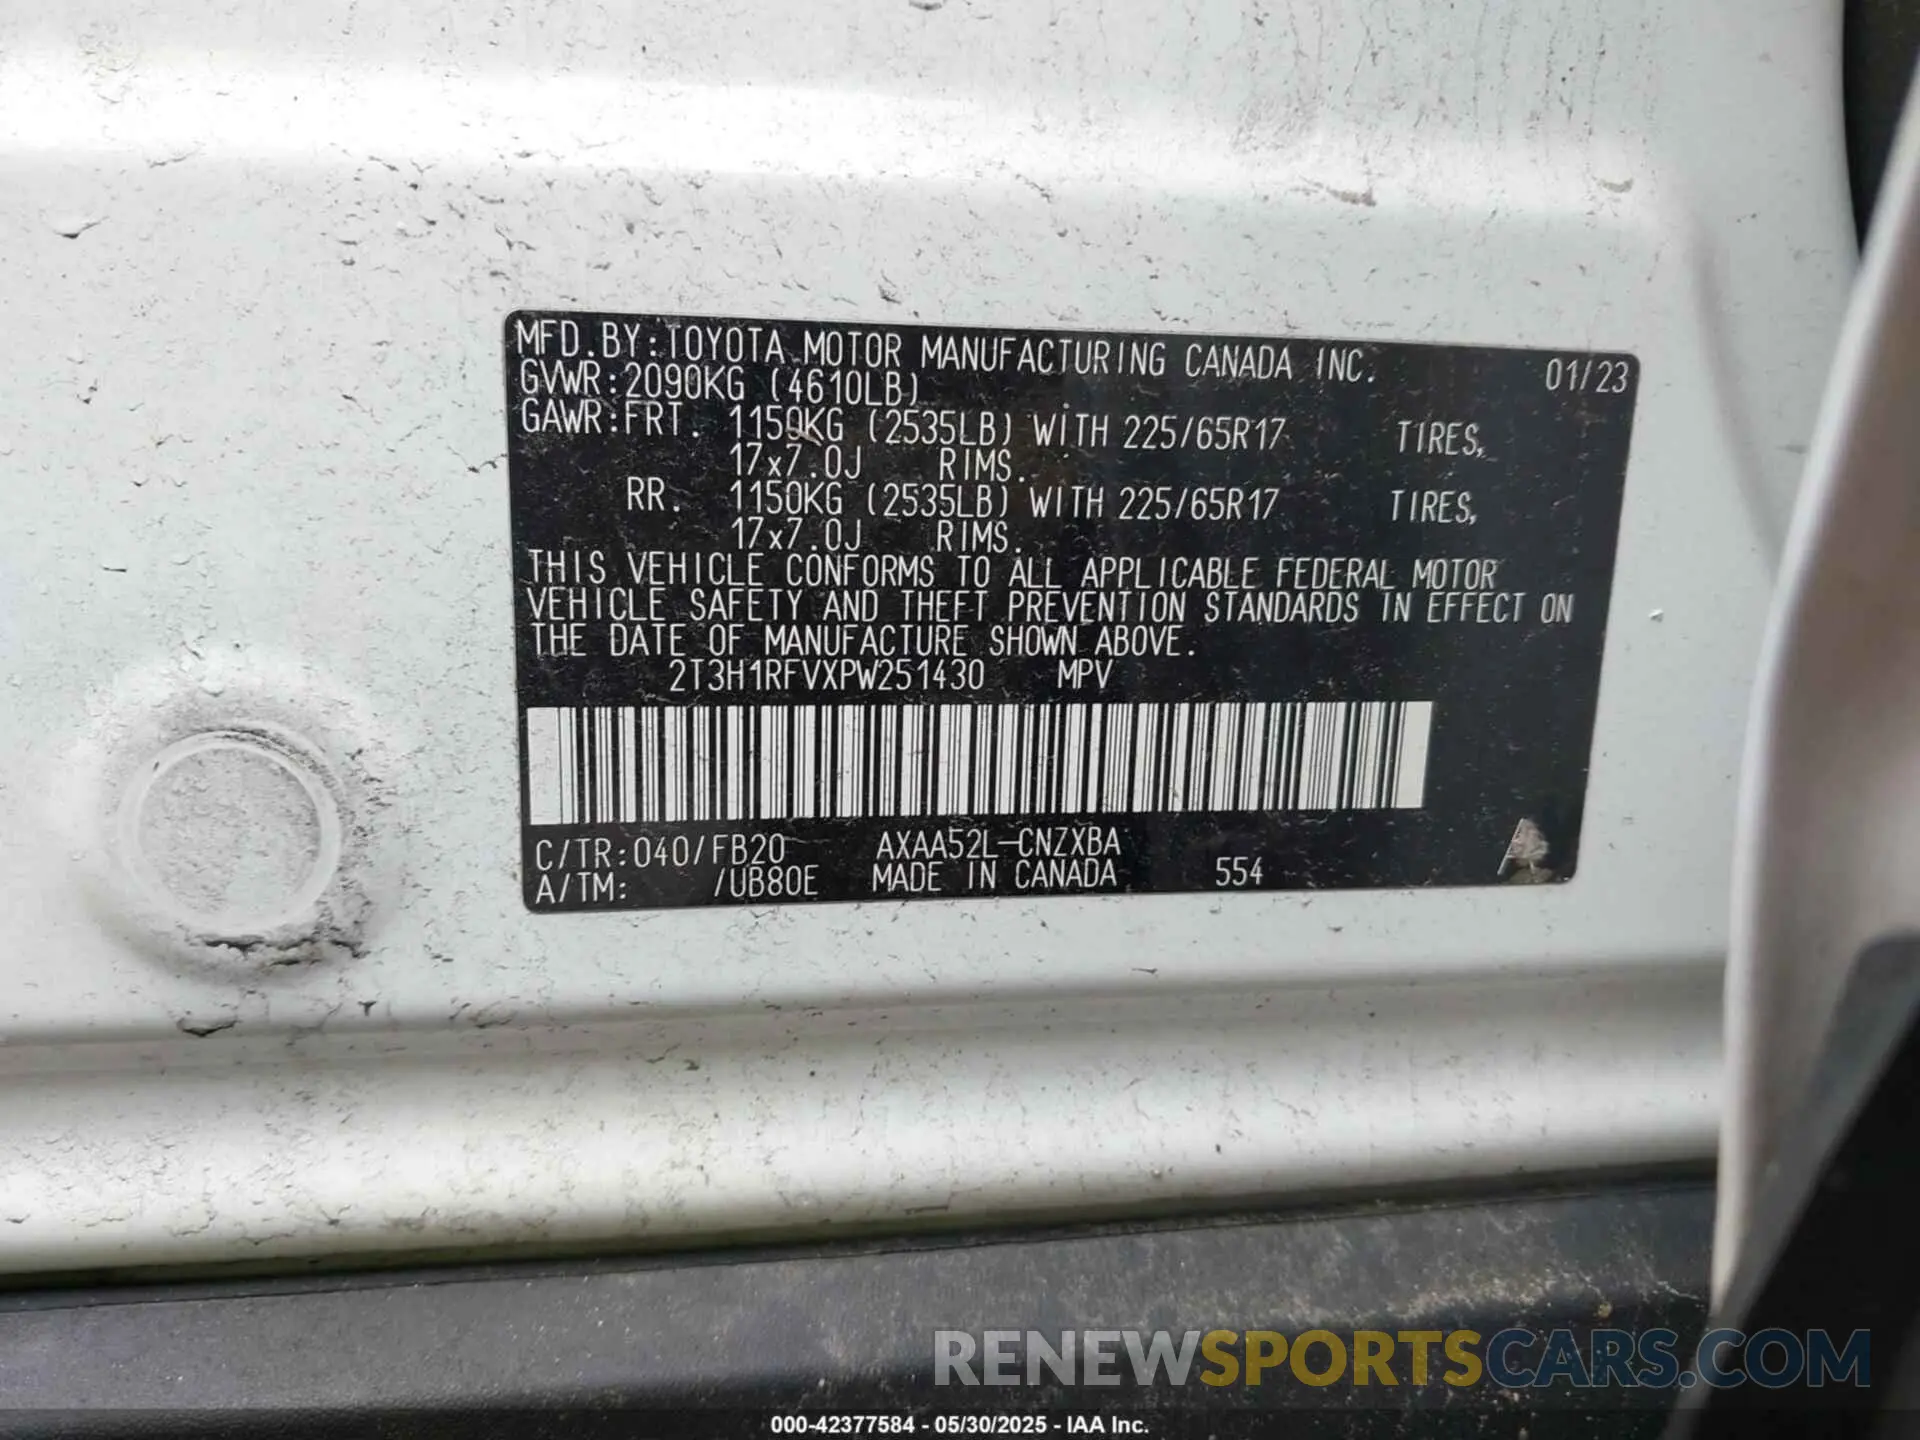 MFD.BY:TOYOTA MOTOR MANUFACTURING CANADA INC. 01/23
GVWR:2090KG (4610LB)
GAWR:FRT. 1150KG (2535LB) WITH 225/65R17 TIRES,
17x7.0J RIMS.
RR. 1150KG (2535LB) WITH 225/65R17 TIRES,
17x7.0J RIMS.
THIS VEHICLE CONFORMS TO ALL APPLICABLE FEDERAL MOTOR
VEHICLE SAFETY AND THEFT PREVENTION STANDARDS IN EFFECT ON
THE DATE OF MANUFACTURE SHOWN ABOVE.
2T3H1RFVXPW251430 MPV
C/TR:040/FB20 AXAA52L-CNZXBA
A/TM: /UB80E MADE IN CANADA 554
RENEWSPORTSCARS.COM
000-42377584 - 05/30/2025 - IAA Inc.